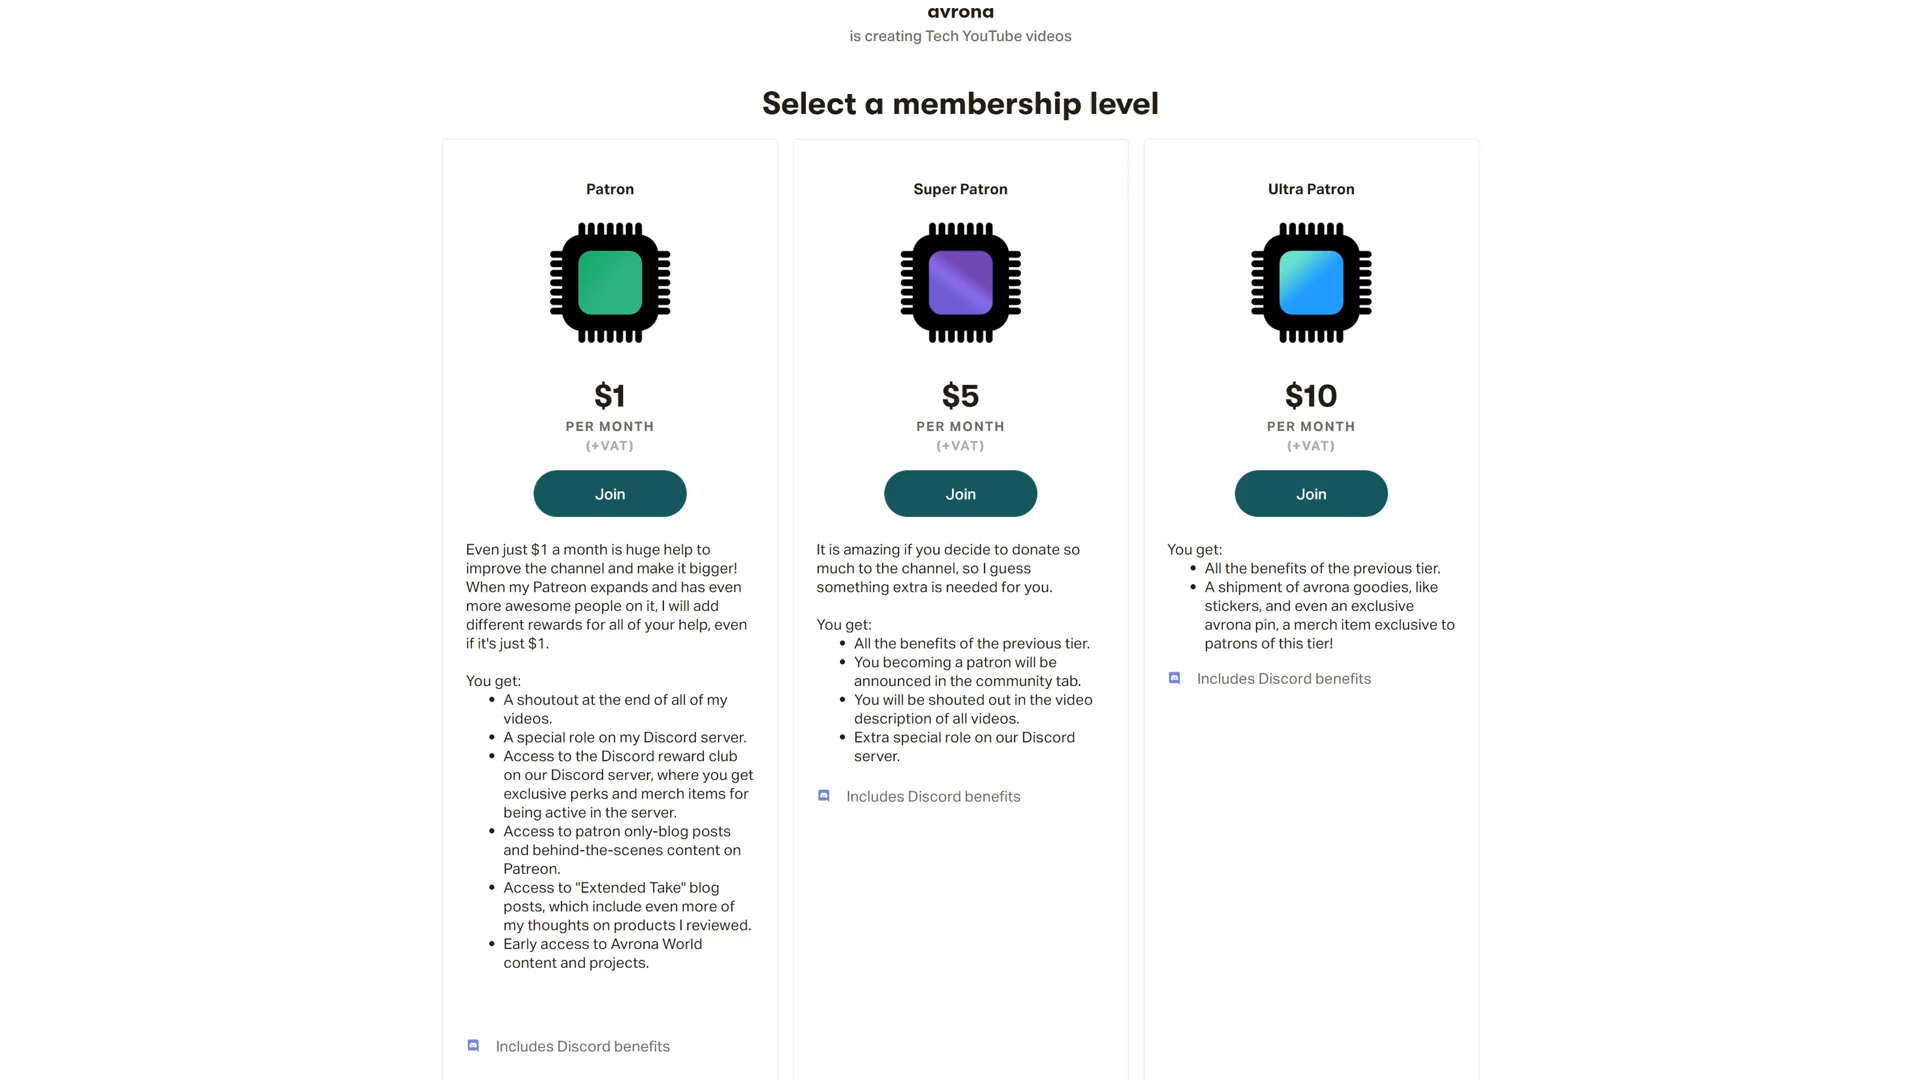 avrona
is creating Tech YouTube videos
Select a membership level
Patron
$1
PER MONTH
(+VAT)
Join
Even just $1 a month is huge help to
improve the channel and make it bigger!
When my Patreon expands and has even
more awesome people on it, I will add
different rewards for all of your help, even
if it's just $1.
You get:
• A shoutout at the end of all of my
videos.
• A special role on my Discord server.
• Access to the Discord reward club
on our Discord server, where you get
exclusive perks and merch items for
being active in the server.
• Access to patron only-blog posts
and behind-the-scenes content on
Patreon.
• Access to "Extended Take" blog
posts, which include even more of
my thoughts on products I reviewed.
• Early access to Avrona World
content and projects.
Includes Discord benefits
Super Patron
$5
PER MONTH
(+VAT)
Join
It is amazing if you decide to donate so
much to the channel, so I guess
something extra is needed for you.
You get:
• All the benefits of the previous tier.
• You becoming a patron will be
announced in the community tab.
• You will be shouted out in the video
description of all videos.
• Extra special role on our Discord
server.
Includes Discord benefits
Ultra Patron
$10
PER MONTH
(+VAT)
Join
You get:
• All the benefits of the previous tier.
• A shipment of avrona goodies, like
stickers, and even an exclusive
avrona pin, a merch item exclusive to
patrons of this tier!
Includes Discord benefits